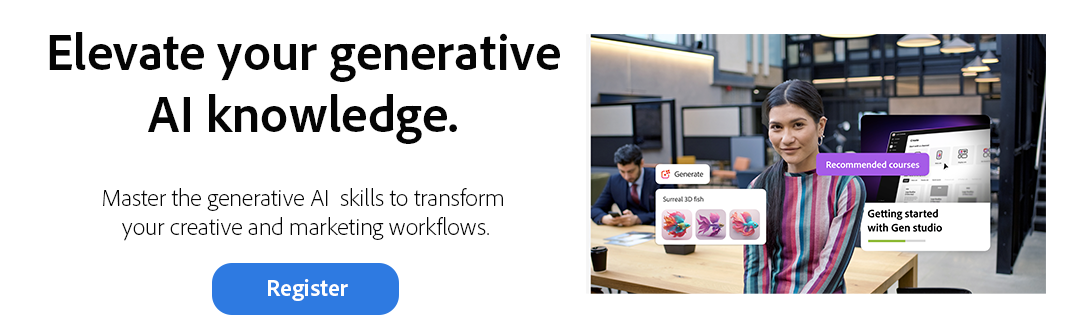 Elevate your generative
AI knowledge.
Master the generative AI skills to transform
your creative and marketing workflows.
Register
Generate
Surreal 3D fish
Recommended courses
Getting started
with Gen studio